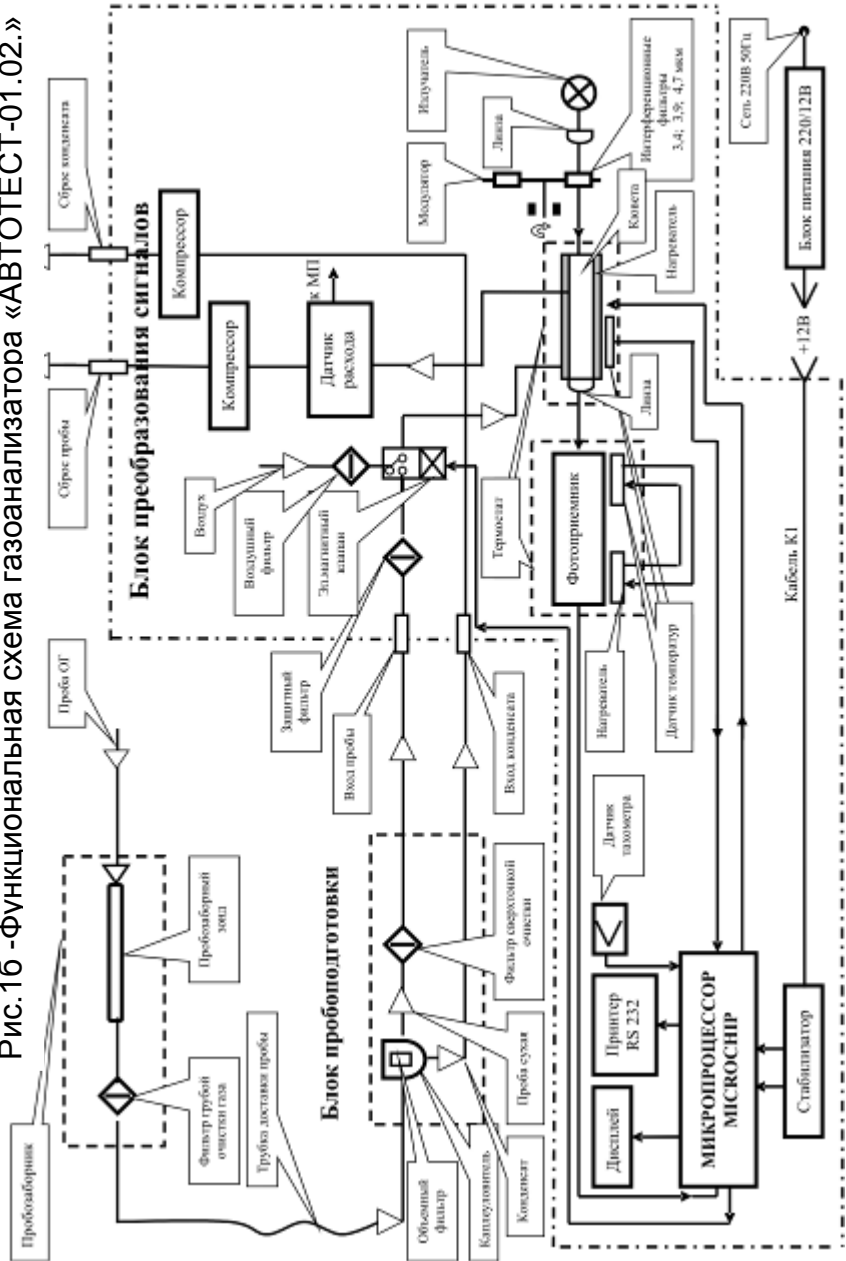 Рис.1б -Функциональная схема газоанализатора «АВТОТЕСТ-01.02.»
Пробозаборник
Фильтр грубой
очистки газа
Пробозаборный
зонд
Проба ОГ
Сброс пробы
Сброс конденсата
Трубка доставки пробы
Блок пробоподготовки
Объемный
фильтр
Каплеуловитель
Конденсат
Проба сухая
Фильтр сверхтонкой
очистки
Защитный
фильтр
Вход пробы
Вход конденсата
Блок преобразования сигналов
Воздух
Воздушный
фильтр
Эл.магнитный
клапан
Компрессор
Компрессор
Датчик
расхода
к МП
Термостат
Фотоприемник
Нагреватель
Датчик температур
Линза
Нагреватель
Кювета
Модулятор
Линза
Излучатель
Интерференционные
фильтры
3,4; 3,9; 4,7 мкм
Дисплей
Принтер
RS 232
Датчик
тахометра
МИКРОПРОЦЕССОР
MICROCHIP
Стабилизатор
Кабель К1
+12В
Блок питания 220/12В
Сеть 220В 50Гц